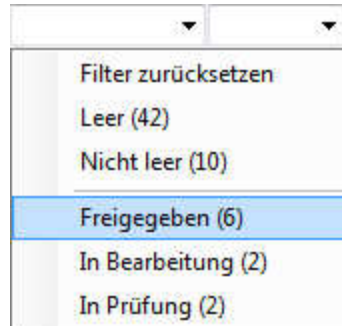 Filter zurücksetzen
Leer (42)
Nicht leer (10)
Freigegeben (6)
In Bearbeitung (2)
In Prüfung (2)